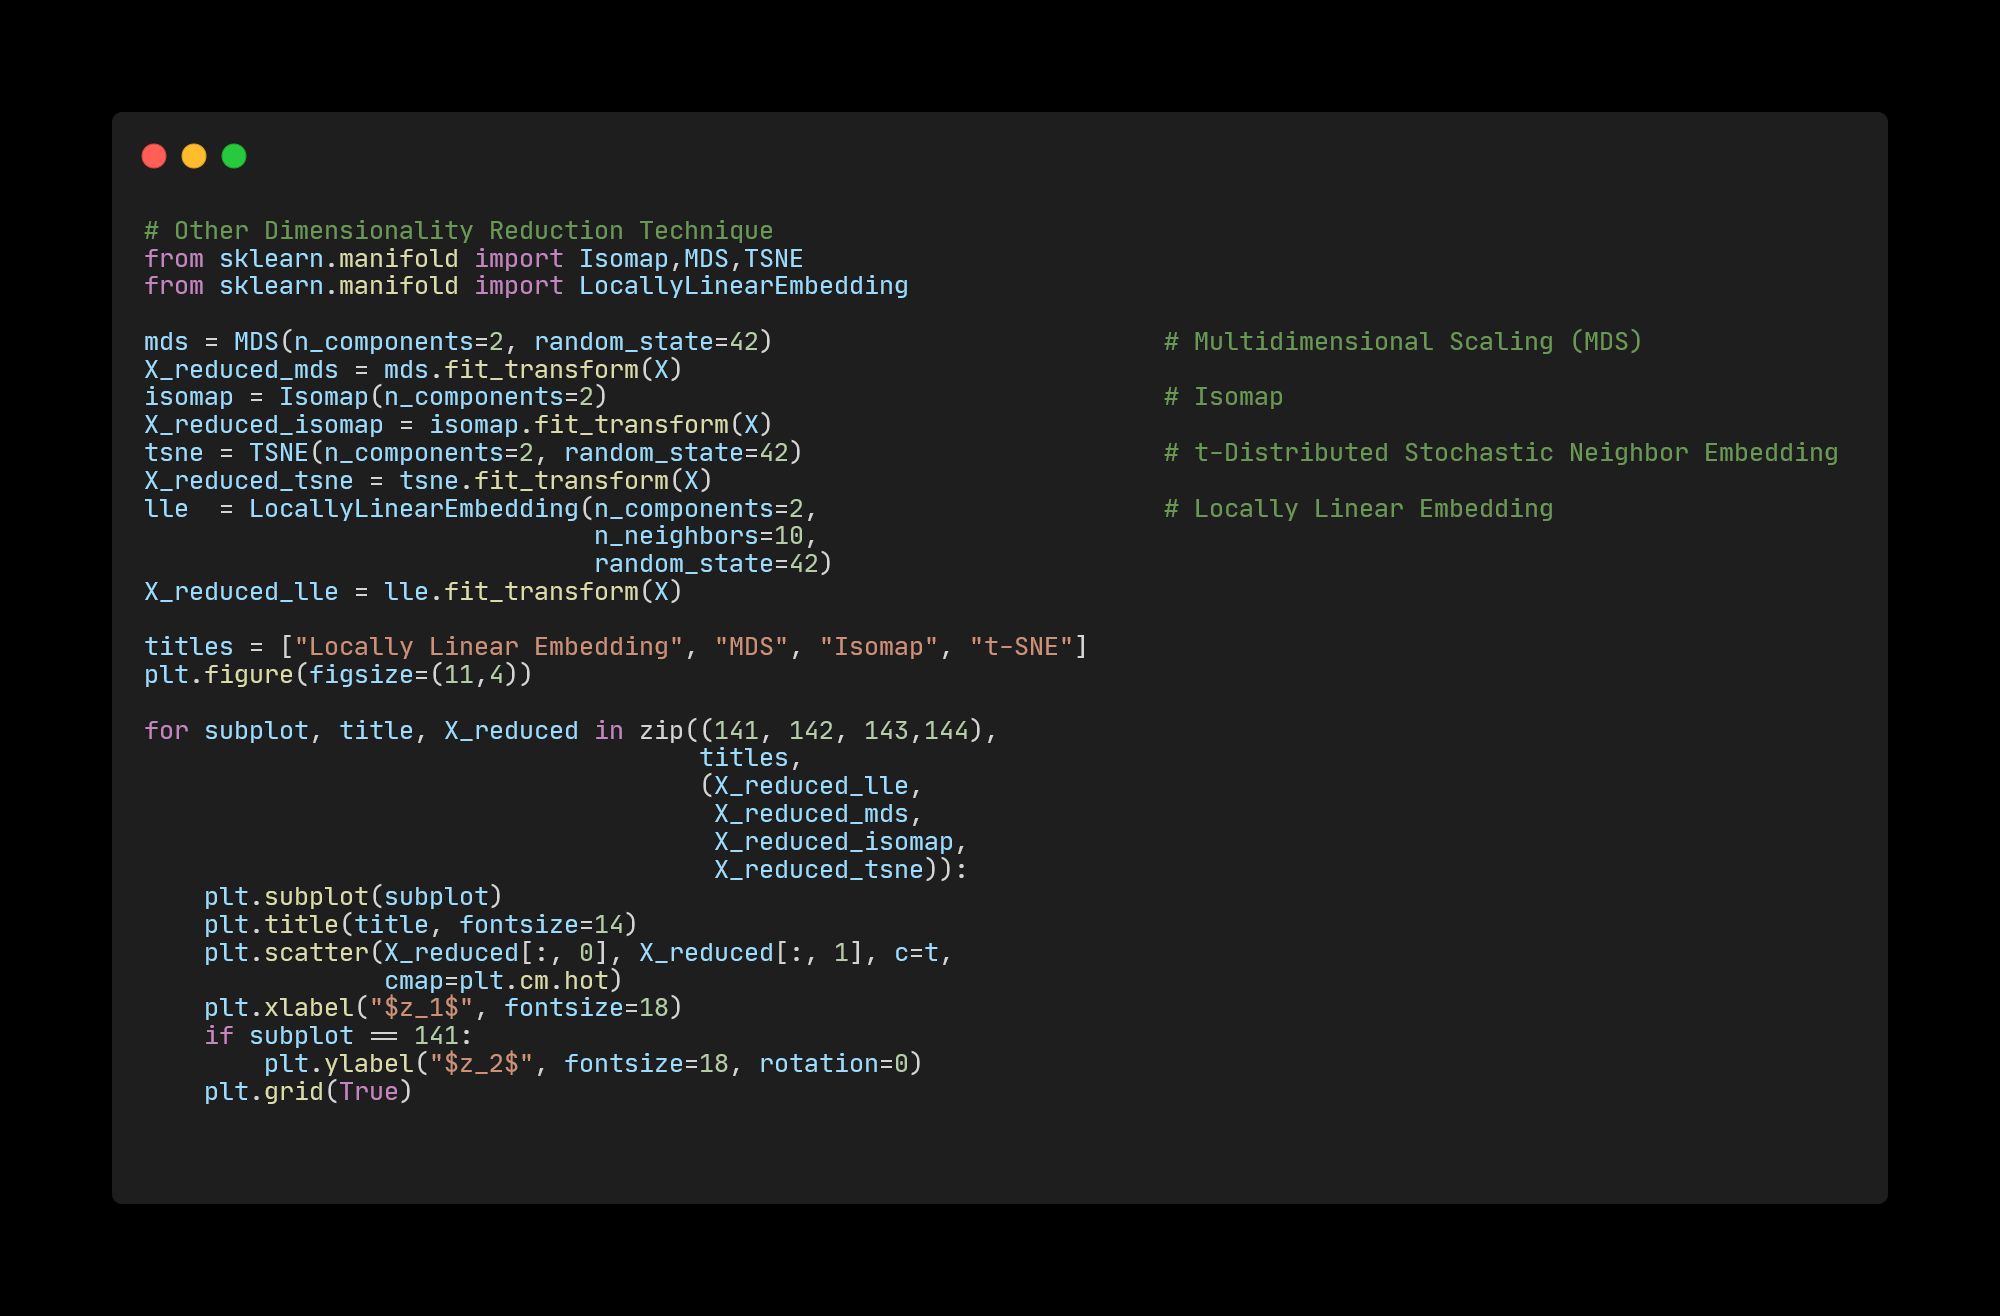 # Other Dimensionality Reduction Technique
from sklearn.manifold import Isomap,MDS,TSNE
from sklearn.manifold import LocallyLinearEmbedding

mds = MDS(n_components=2, random_state=42)                          # Multidimensional Scaling (MDS)
X_reduced_mds = mds.fit_transform(X)
isomap = Isomap(n_components=2)                                     # Isomap
X_reduced_isomap = isomap.fit_transform(X)
tsne = TSNE(n_components=2, random_state=42)                        # t-Distributed Stochastic Neighbor Embedding
X_reduced_tsne = tsne.fit_transform(X)
lle  = LocallyLinearEmbedding(n_components=2,                       # Locally Linear Embedding
                              n_neighbors=10,
                              random_state=42)
X_reduced_lle = lle.fit_transform(X)

titles = ["Locally Linear Embedding", "MDS", "Isomap", "t-SNE"]
plt.figure(figsize=(11,4))

for subplot, title, X_reduced in zip((141, 142, 143,144),
                                     titles,
                                     (X_reduced_lle,
                                      X_reduced_mds,
                                      X_reduced_isomap,
                                      X_reduced_tsne)):
    plt.subplot(subplot)
    plt.title(title, fontsize=14)
    plt.scatter(X_reduced[:, 0], X_reduced[:, 1], c=t,
                cmap=plt.cm.hot)
    plt.xlabel("$z_1$", fontsize=18)
    if subplot == 141:
        plt.ylabel("$z_2$", fontsize=18, rotation=0)
    plt.grid(True)